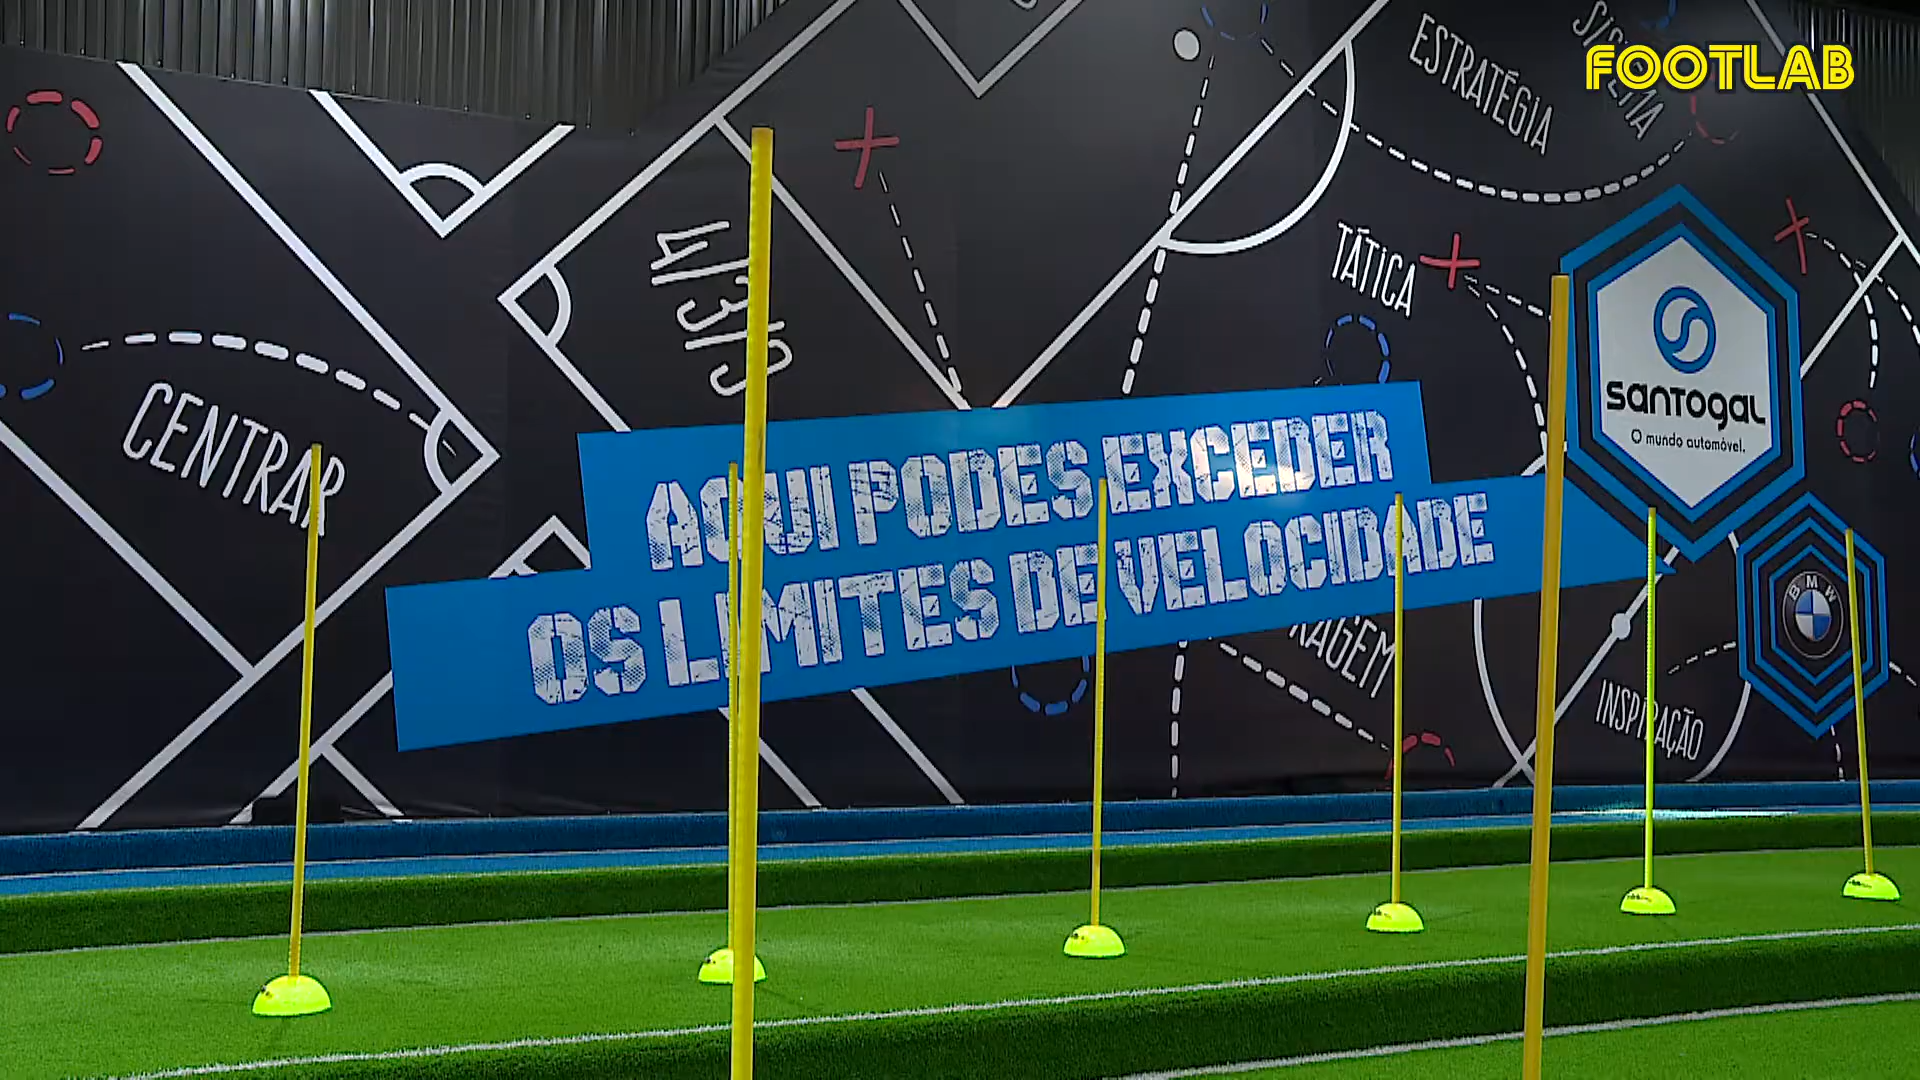 FOOTLAB
ESTRATÉGIA
4/3/3
TÁTICA
SANTOGAL
O mundo automóvel.
CENTRAR
AQUI PODES EXCEDER
OS LIMITES DE VELOCIDADE
BMW
INSPIRAÇÃO